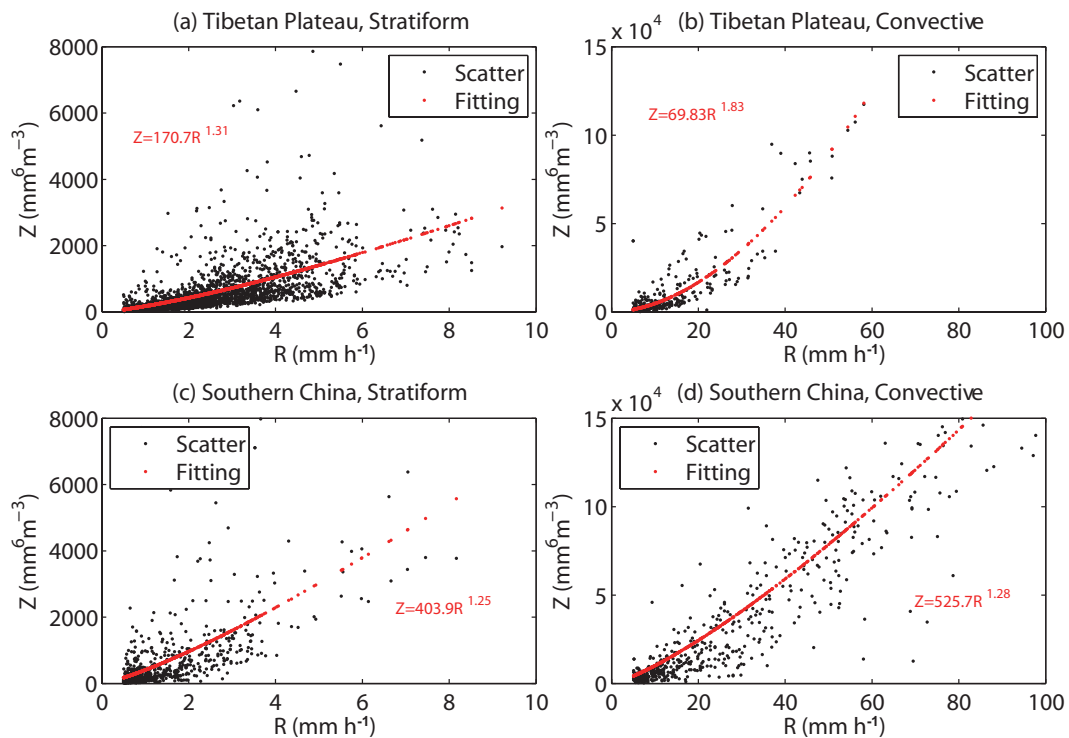 (a) Tibetan Plateau, Stratiform
8000
6000
4000
2000
0
Z (mm⁶m⁻³)
Scatter
Fitting
Z=170.7R 1.31
0 2 4 6 8 10
R (mm h⁻¹)
(b) Tibetan Plateau, Convective
x 10⁴
15
10
5
0
Z (mm⁶m⁻³)
Scatter
Fitting
Z=69.83R 1.83
0 20 40 60 80 100
R (mm h⁻¹)
(c) Southern China, Stratiform
8000
6000
4000
2000
0
Z (mm⁶m⁻³)
Scatter
Fitting
Z=403.9R 1.25
0 2 4 6 8 10
R (mm h⁻¹)
(d) Southern China, Convective
x 10⁴
15
10
5
0
Z (mm⁶m⁻³)
Scatter
Fitting
Z=525.7R 1.28
0 20 40 60 80 100
R (mm h⁻¹)